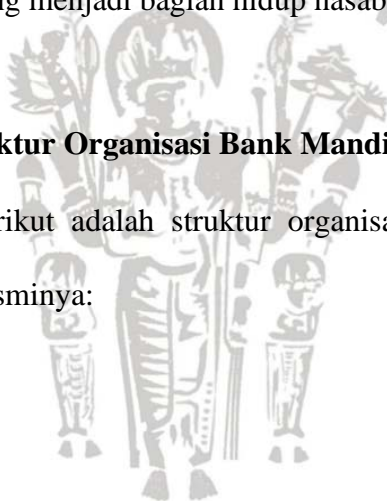 ng menjadi bagian hidup nasab
ktur Organisasi Bank Mandi
rikut adalah struktur organisa
sminya: